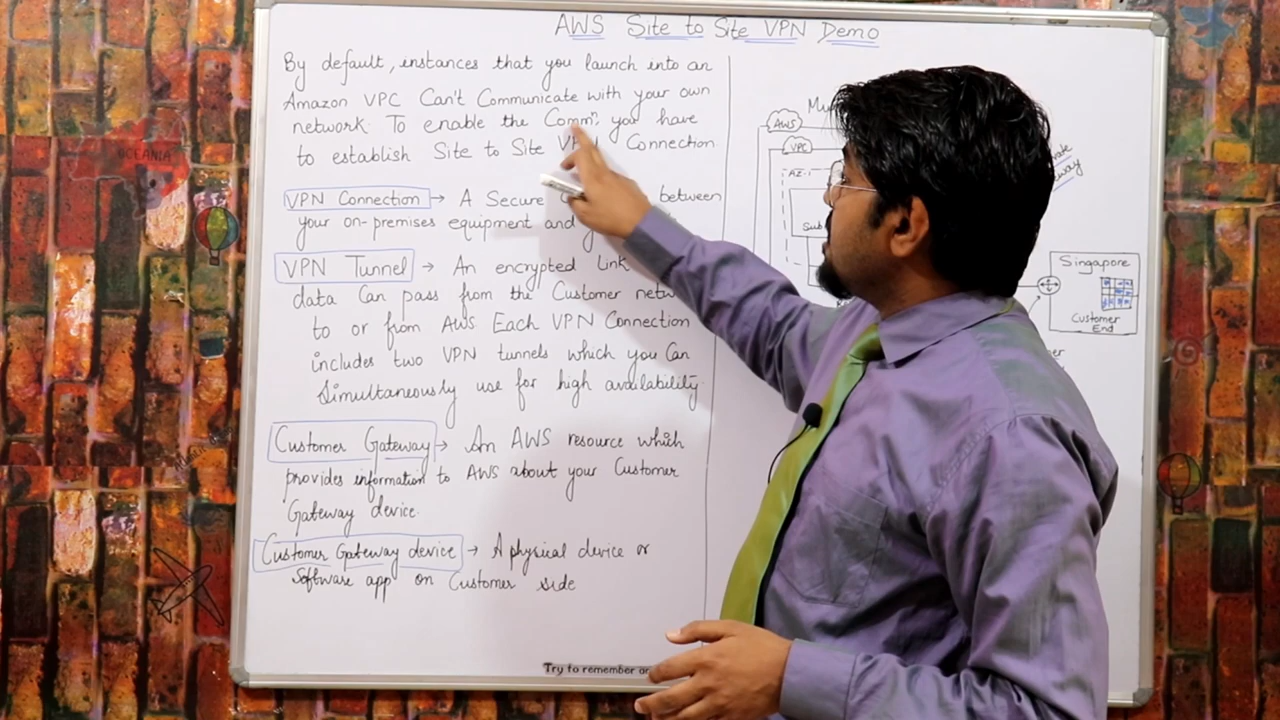 AWS Site to Site VPN Demo
By default, instances that you launch into an
Amazon VPC Can't Communicate with your own
network. To enable the Commⁿ, you have
to establish Site to Site VPN Connection
VPN Connection → A Secure between
your on-premises equipment and
VPN Tunnel → An encrypted Link
data Can pass from the Customer
to or from AWS Each VPN Connection
includes two VPN tunnels which you Can
Simultaneously use for high availability.
Customer Gateway → An AWS resource which
provides information to AWS about your Customer
Gateway device.
Customer Gateway device → A physical device or
Software app on Customer side
Try to remember
AWS
VPC
AZ-1
Singapore
Customer
End
OCEANIA